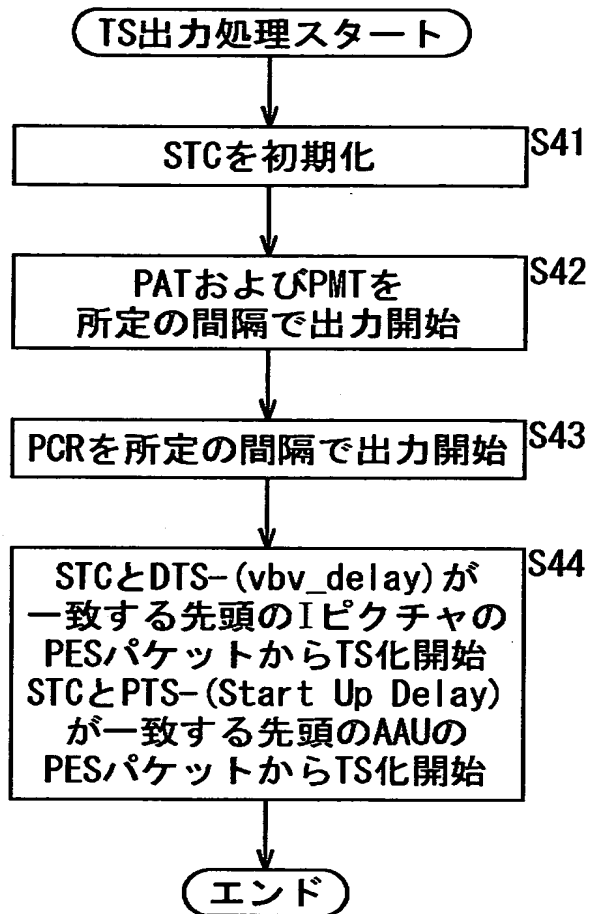 TS出力処理スタート
STCを初期化
S41
PATおよびPMTを
所定の間隔で出力開始
S42
PCRを所定の間隔で出力開始
S43
STCとDTS-(vbv_delay)が
一致する先頭のIピクチャの
PESパケットからTS化開始
STCとPTS-(Start Up Delay)
が一致する先頭のAAUの
PESパケットからTS化開始
S44
エンド